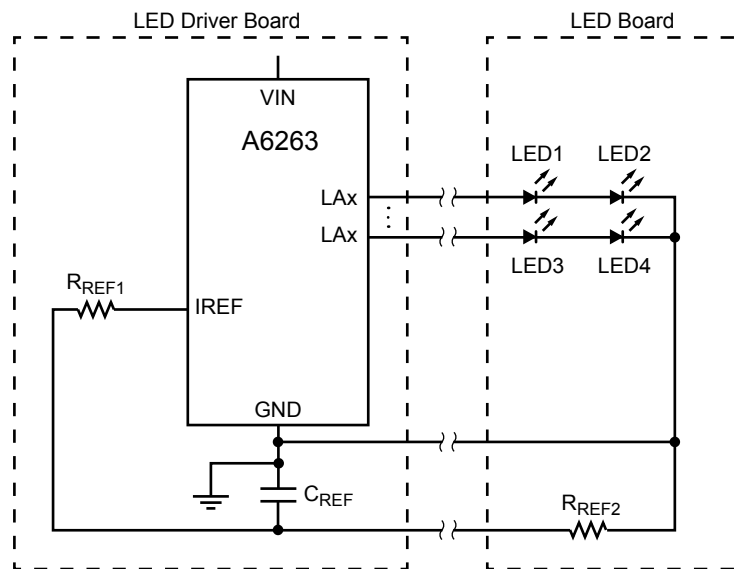 LED Driver Board
LED Board
VIN
A6263
LED1
LED2
LAx
LAx
LED3
LED4
RREF1
IREF
GND
CREF
RREF2